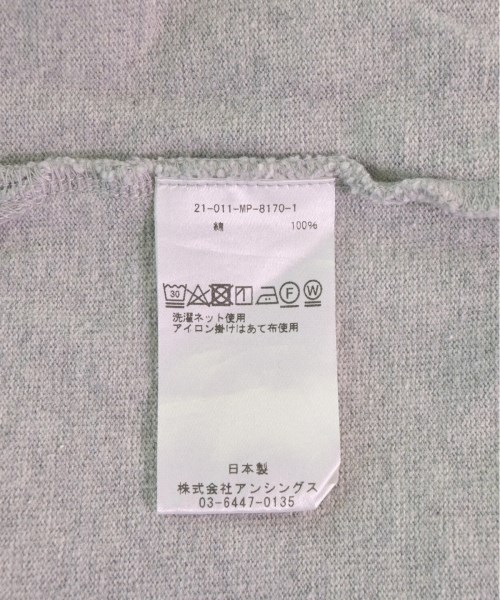 21-011-MP-8170-1
綿 100%
30 F W
洗濯ネット使用
アイロン掛けはあて布使用
日本製
株式会社アンシングス
03-6447-0135